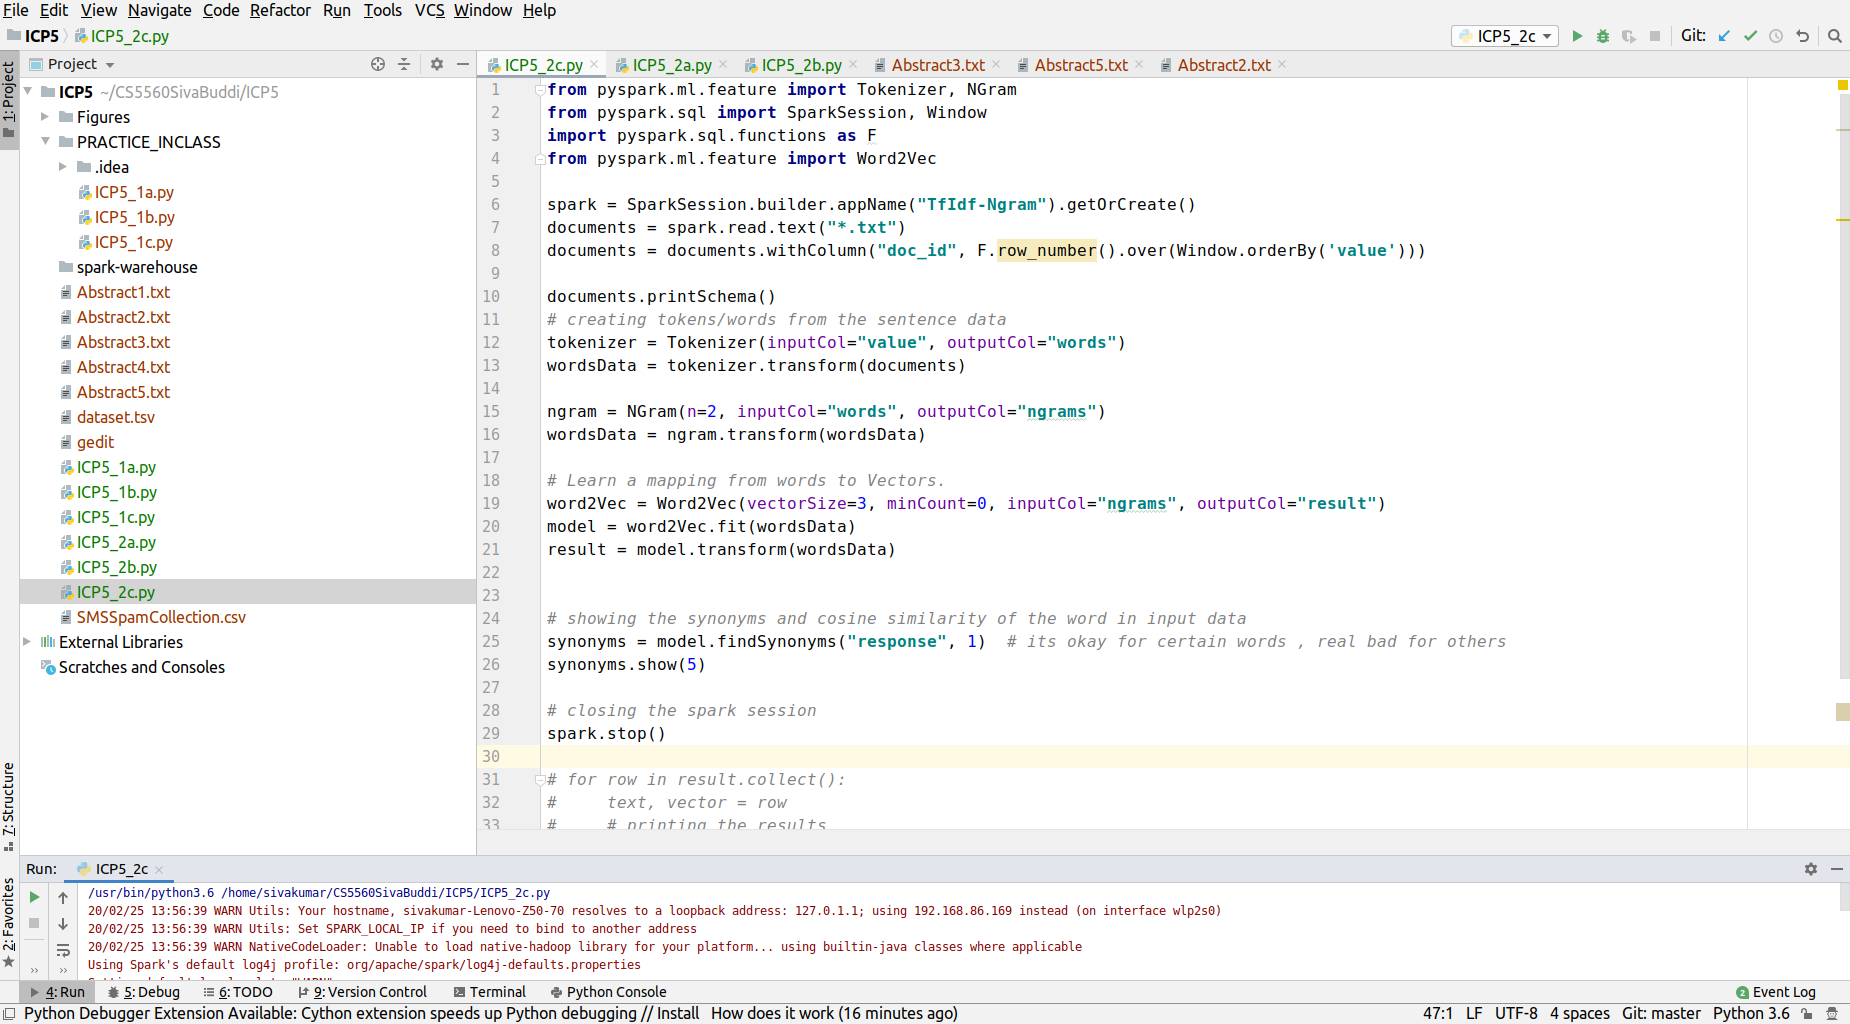 File Edit View Navigate Code Refactor Run Tools VCS Window Help
ICP5 ICP5_2c.py ICP5_2c Git:
1: Project
Project
ICP5_2c.py ICP5_2a.py ICP5_2b.py Abstract3.txt Abstract5.txt Abstract2.txt
ICP5 ~/CS5560SivaBuddi/ICP5
Figures
PRACTICE_INCLASS
.idea
ICP5_1a.py
ICP5_1b.py
ICP5_1c.py
spark-warehouse
Abstract1.txt
Abstract2.txt
Abstract3.txt
Abstract4.txt
Abstract5.txt
dataset.tsv
gedit
ICP5_1a.py
ICP5_1b.py
ICP5_1c.py
ICP5_2a.py
ICP5_2b.py
ICP5_2c.py
SMSSpamCollection.csv
External Libraries
Scratches and Consoles
1 from pyspark.ml.feature import Tokenizer, NGram
2 from pyspark.sql import SparkSession, Window
3 import pyspark.sql.functions as F
4 from pyspark.ml.feature import Word2Vec
5
6 spark = SparkSession.builder.appName("TfIdf-Ngram").getOrCreate()
7 documents = spark.read.text("*.txt")
8 documents = documents.withColumn("doc_id", F.row_number().over(Window.orderBy('value')))
9
10 documents.printSchema()
11 # creating tokens/words from the sentence data
12 tokenizer = Tokenizer(inputCol="value", outputCol="words")
13 wordsData = tokenizer.transform(documents)
14
15 ngram = NGram(n=2, inputCol="words", outputCol="ngrams")
16 wordsData = ngram.transform(wordsData)
17
18 # Learn a mapping from words to Vectors.
19 word2Vec = Word2Vec(vectorSize=3, minCount=0, inputCol="ngrams", outputCol="result")
20 model = word2Vec.fit(wordsData)
21 result = model.transform(wordsData)
22
23
24 # showing the synonyms and cosine similarity of the word in input data
25 synonyms = model.findSynonyms("response", 1)  # its okay for certain words , real bad for others
26 synonyms.show(5)
27
28 # closing the spark session
29 spark.stop()
30
31 # for row in result.collect():
32 #     text, vector = row
33 #     # printing the results
7: Structure
2: Favorites
Run: ICP5_2c
/usr/bin/python3.6 /home/sivakumar/CS5560SivaBuddi/ICP5/ICP5_2c.py
20/02/25 13:56:39 WARN Utils: Your hostname, sivakumar-Lenovo-Z50-70 resolves to a loopback address: 127.0.1.1; using 192.168.86.169 instead (on interface wlp2s0)
20/02/25 13:56:39 WARN Utils: Set SPARK_LOCAL_IP if you need to bind to another address
20/02/25 13:56:39 WARN NativeCodeLoader: Unable to load native-hadoop library for your platform... using builtin-java classes where applicable
Using Spark's default log4j profile: org/apache/spark/log4j-defaults.properties
4: Run 5: Debug 6: TODO 9: Version Control Terminal Python Console 2 Event Log
Python Debugger Extension Available: Cython extension speeds up Python debugging // Install How does it work (16 minutes ago) 47:1 LF UTF-8 4 spaces Git: master Python 3.6